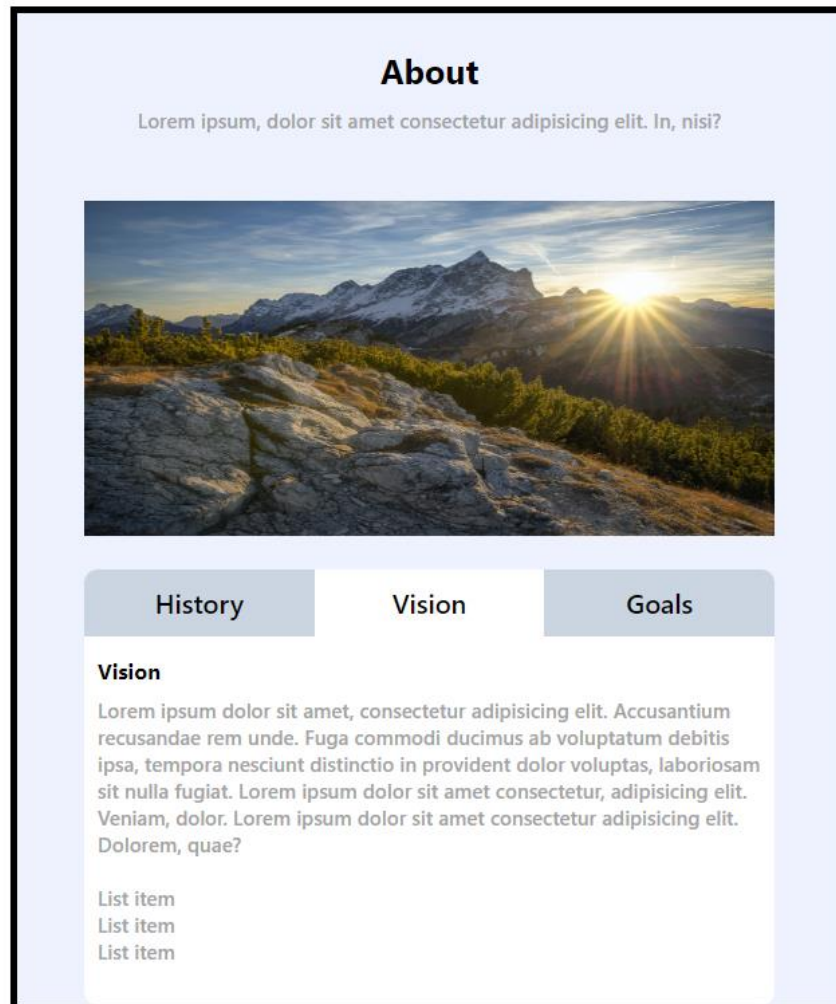 About
Lorem ipsum, dolor sit amet consectetur adipisicing elit. In, nisi?
History
Vision
Goals
Vision
Lorem ipsum dolor sit amet, consectetur adipisicing elit. Accusantium
recusandae rem unde. Fuga commodi ducimus ab voluptatum debitis
ipsa, tempora nesciunt distinctio in provident dolor voluptas, laboriosam
sit nulla fugiat. Lorem ipsum dolor sit amet consectetur, adipisicing elit.
Veniam, dolor. Lorem ipsum dolor sit amet consectetur adipisicing elit.
Dolorem, quae?
List item
List item
List item